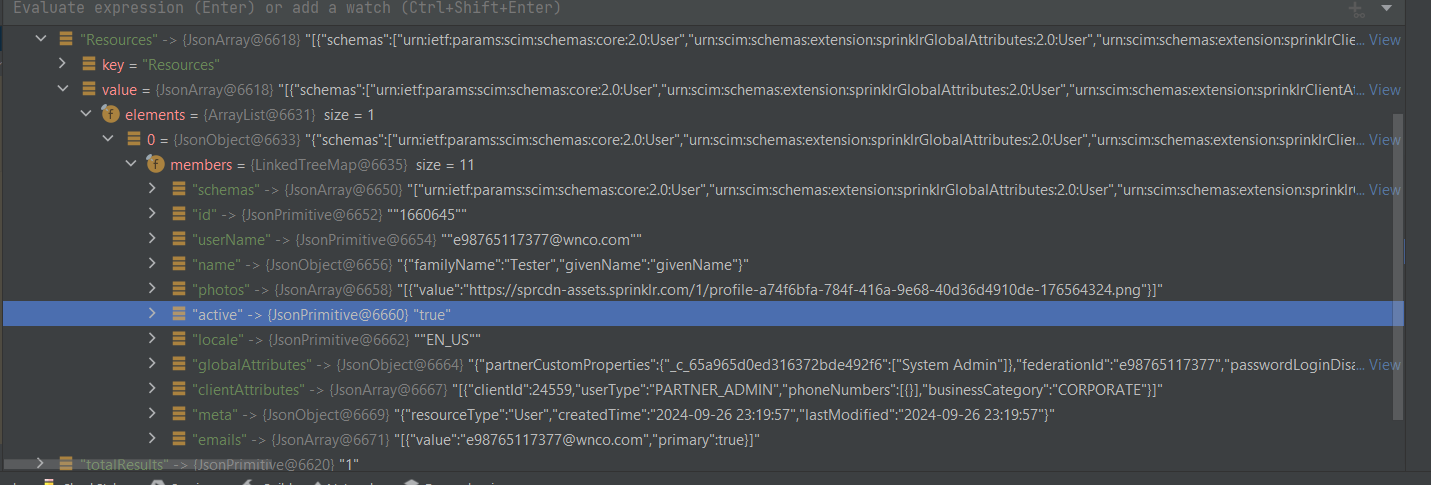 Evaluate expression (Enter) or add a watch (Ctrl+Shift+Enter)
"Resources" -> {JsonArray@6618} "[{"schemas":["urn:ietf:params:scim:schemas:core:2.0:User","urn:scim:schemas:extension:sprinklrGlobalAttributes:2.0:User","urn:scim:schemas:extension:sprinklrClie... View
key = "Resources"
value = {JsonArray@6618} "[{"schemas":["urn:ietf:params:scim:schemas:core:2.0:User","urn:scim:schemas:extension:sprinklrGlobalAttributes:2.0:User","urn:scim:schemas:extension:sprinklrClientAt... View
elements = {ArrayList@6631} size = 1
0 = {JsonObject@6633} "{"schemas":["urn:ietf:params:scim:schemas:core:2.0:User","urn:scim:schemas:extension:sprinklrGlobalAttributes:2.0:User","urn:scim:schemas:extension:sprinklrClien... View
members = {LinkedTreeMap@6635} size = 11
"schemas" -> {JsonArray@6650} "["urn:ietf:params:scim:schemas:core:2.0:User","urn:scim:schemas:extension:sprinklrGlobalAttributes:2.0:User","urn:scim:schemas:extension:sprinklr(... View
"id" -> {JsonPrimitive@6652} ""1660645""
"userName" -> {JsonPrimitive@6654} ""e98765117377@wnco.com""
"name" -> {JsonObject@6656} "{"familyName":"Tester","givenName":"givenName"}"
"photos" -> {JsonArray@6658} "[{"value":"https://sprcdn-assets.sprinklr.com/1/profile-a74f6bfa-784f-416a-9e68-40d36d4910de-176564324.png"}]"
"active" -> {JsonPrimitive@6660} "true"
"locale" -> {JsonPrimitive@6662} ""EN_US""
"globalAttributes" -> {JsonObject@6664} "{"partnerCustomProperties":{"_c_65a965d0ed316372bde492f6":["System Admin"]},"federationId":"e98765117377","passwordLoginDisa... View
"clientAttributes" -> {JsonArray@6667} "[{"clientId":24559,"userType":"PARTNER_ADMIN","phoneNumbers":[{}],"businessCategory":"CORPORATE"}]"
"meta" -> {JsonObject@6669} "{"resourceType":"User","createdTime":"2024-09-26 23:19:57","lastModified":"2024-09-26 23:19:57"}"
"emails" -> {JsonArray@6671} "[{"value":"e98765117377@wnco.com","primary":true}]"
"totalResults" -> {JsonPrimitive@6620} "1"